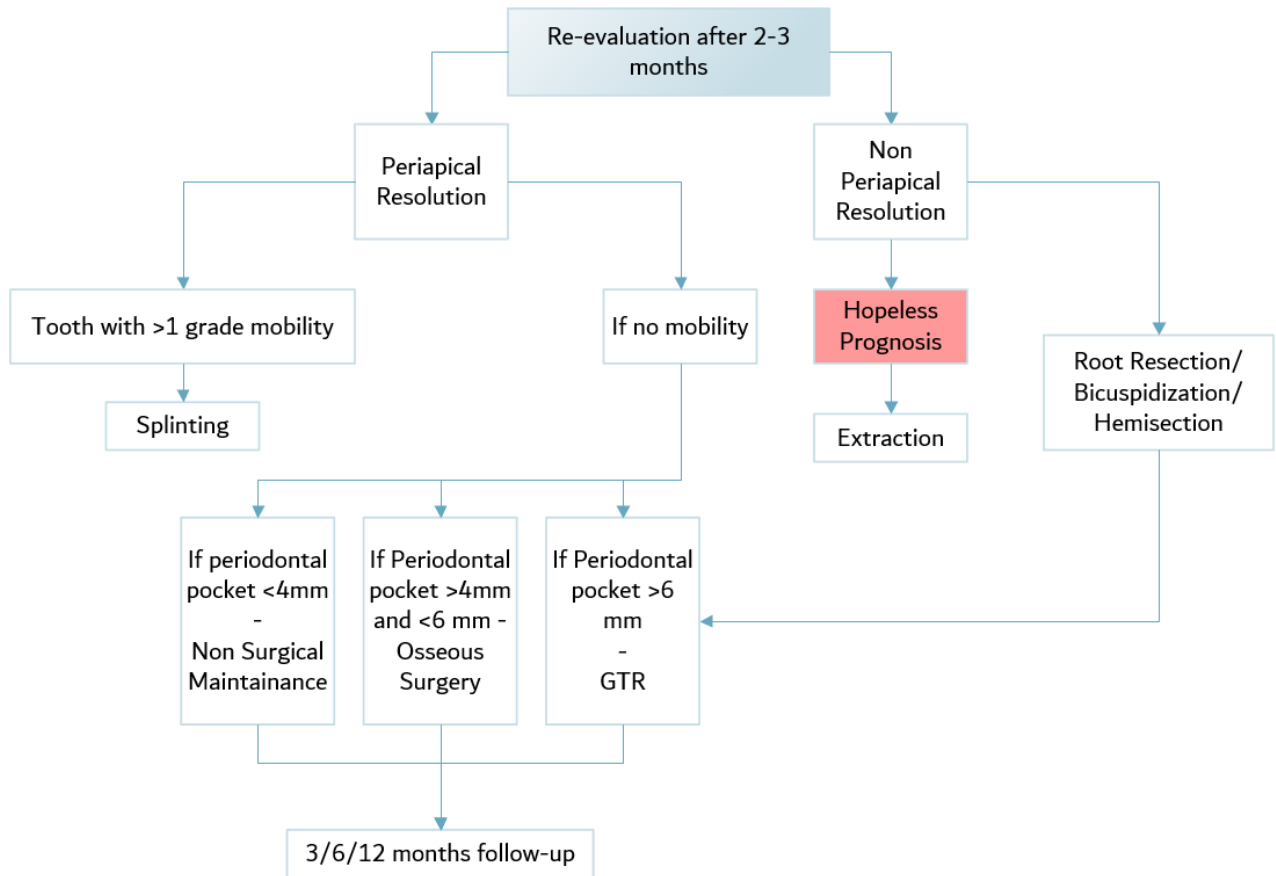 Re-evaluation after 2-3
months
Periapical
Resolution
Non
Periapical
Resolution
Tooth with >1 grade mobility
If no mobility
Hopeless
Prognosis
Root Resection/
Bicuspidization/
Hemisection
Splinting
Extraction
If periodontal
pocket <4mm
-
Non Surgical
Maintainance
If Periodontal
pocket >4mm
and <6 mm -
Osseous
Surgery
If Periodontal
pocket >6
mm
-
GTR
3/6/12 months follow-up